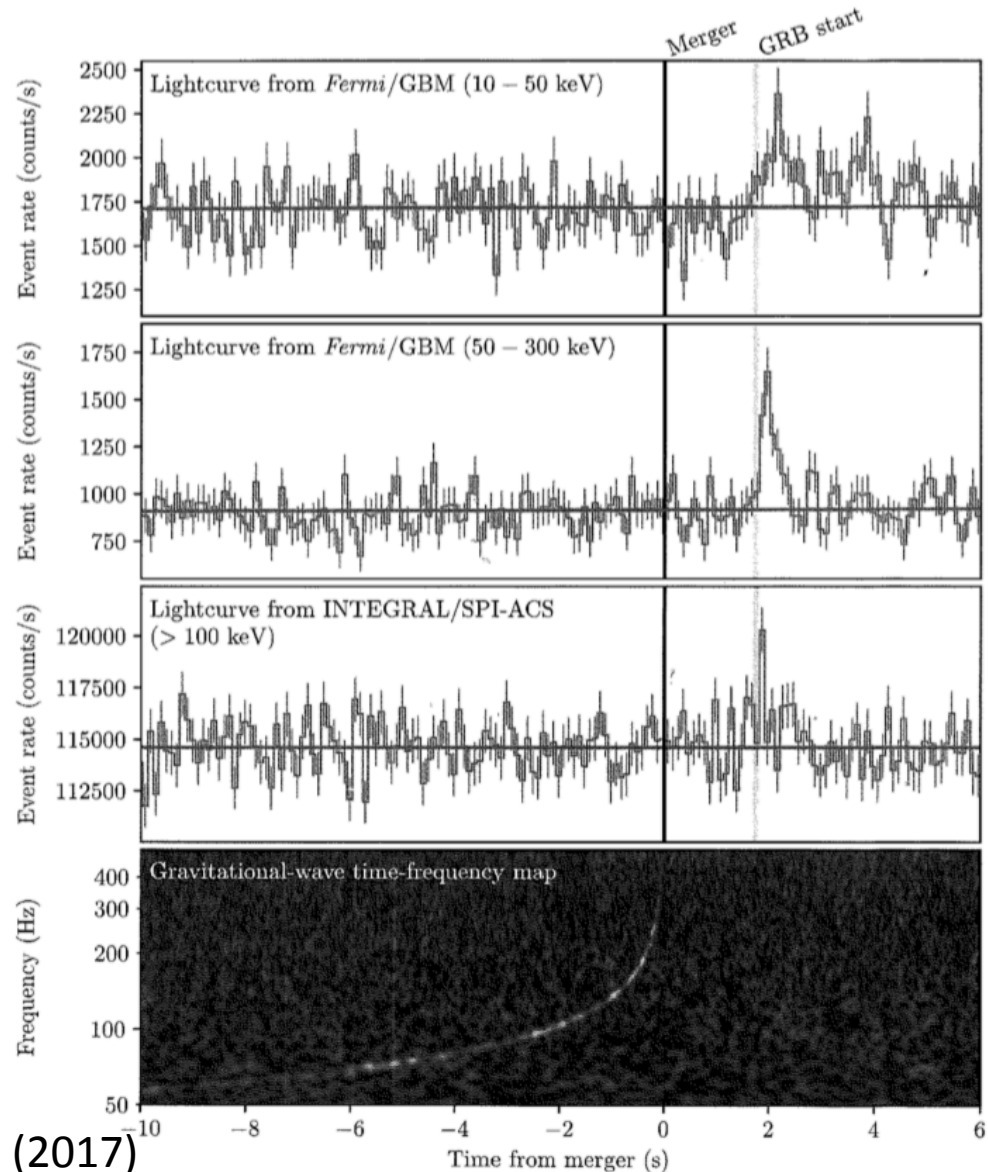 Merger
GRB start
Event rate (counts/s)
2500
2250
2000
1750
1500
1250
Lightcurve from Fermi/GBM (10 − 50 keV)
Event rate (counts/s)
1750
1500
1250
1000
750
Lightcurve from Fermi/GBM (50 − 300 keV)
Event rate (counts/s)
120000
117500
115000
112500
Lightcurve from INTEGRAL/SPI-ACS
(> 100 keV)
Frequency (Hz)
400
300
200
100
50
Gravitational-wave time-frequency map
−10 −8 −6 −4 −2 0 2 4 6
Time from merger (s)
(2017)